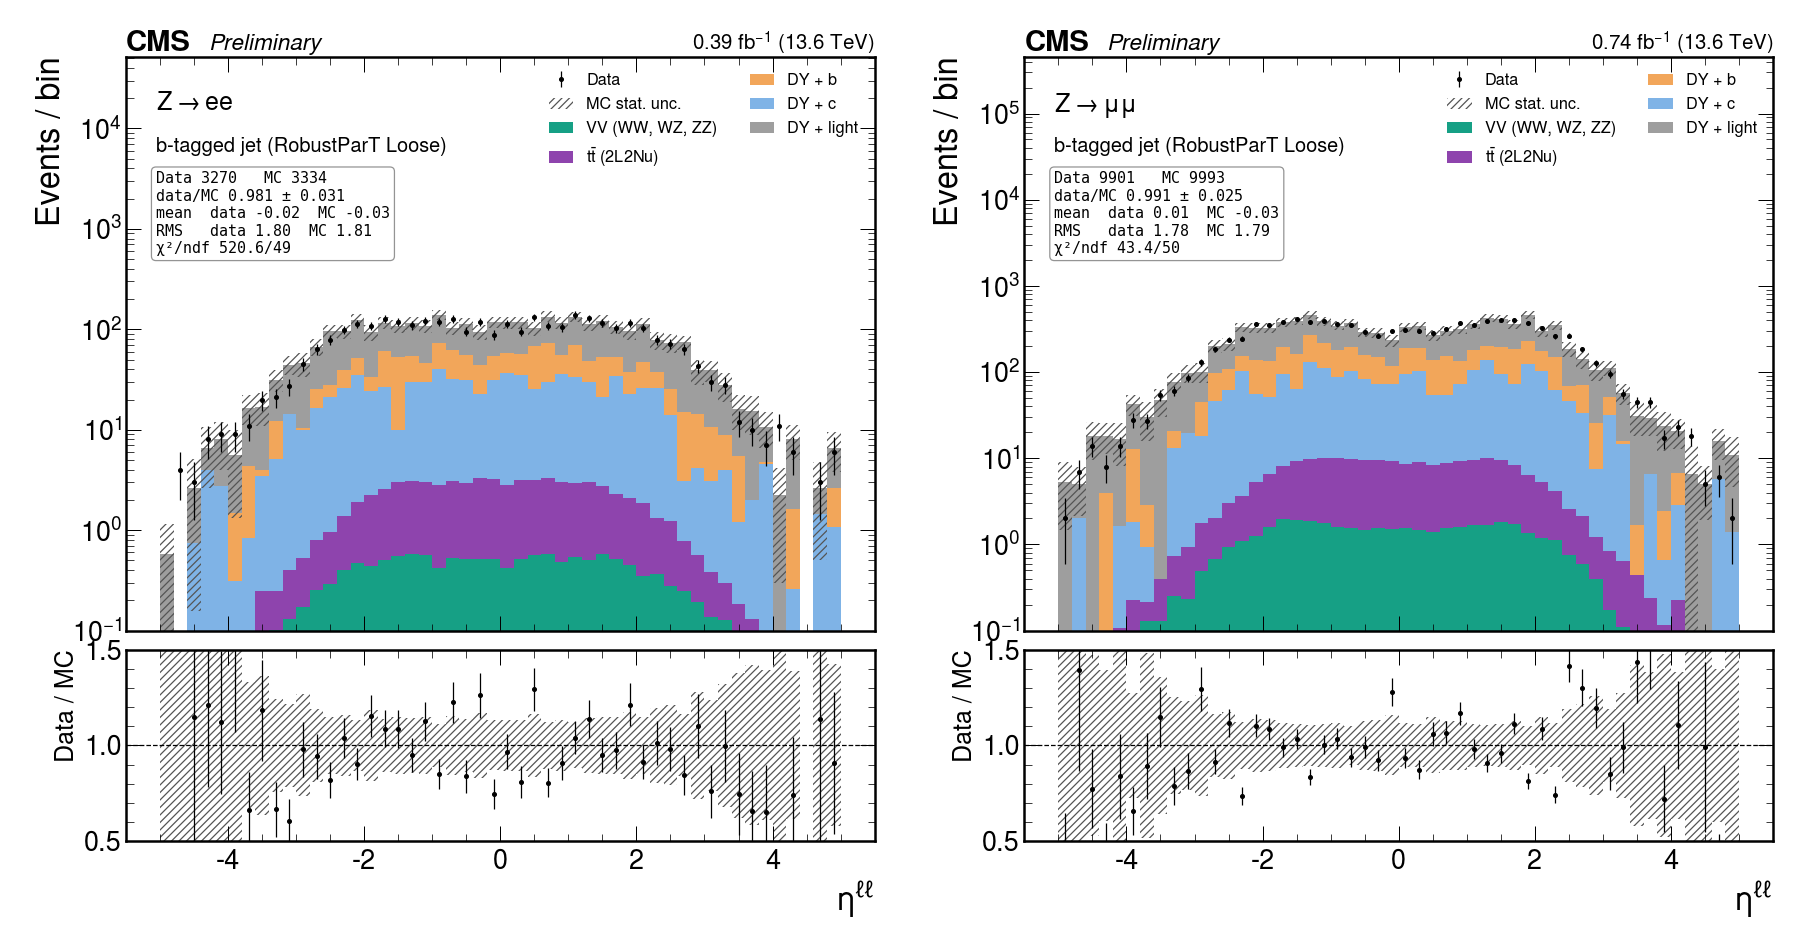 CMS Preliminary 0.39 fb⁻¹ (13.6 TeV)
Events / bin
Z → ee
b-tagged jet (RobustParT Loose)
Data 3270 MC 3334
data/MC 0.981 ± 0.031
mean data -0.02 MC -0.03
RMS data 1.80 MC 1.81
χ²/ndf 520.6/49
Data
MC stat. unc.
VV (WW, WZ, ZZ)
tt̄ (2L2Nu)
DY + b
DY + c
DY + light
10⁴
10³
10²
10¹
10⁰
10⁻¹
Data / MC
1.5
1.0
0.5
-4 -2 0 2 4
η^ℓℓ
CMS Preliminary 0.74 fb⁻¹ (13.6 TeV)
Events / bin
Z → μμ
b-tagged jet (RobustParT Loose)
Data 9901 MC 9993
data/MC 0.991 ± 0.025
mean data 0.01 MC -0.03
RMS data 1.78 MC 1.79
χ²/ndf 43.4/50
Data
MC stat. unc.
VV (WW, WZ, ZZ)
tt̄ (2L2Nu)
DY + b
DY + c
DY + light
10⁵
10⁴
10³
10²
10¹
10⁰
10⁻¹
Data / MC
1.5
1.0
0.5
-4 -2 0 2 4
η^ℓℓ